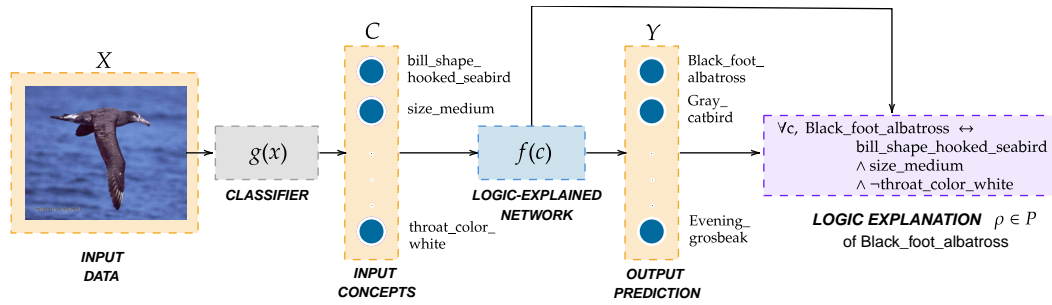 X
INPUT
DATA
g(x)
CLASSIFIER
C
bill_shape_
hooked_seabird
size_medium
throat_color_
white
INPUT
CONCEPTS
f(c)
LOGIC-EXPLAINED
NETWORK
Y
Black_foot_
albatross
Gray_
catbird
Evening_
grosbeak
OUTPUT
PREDICTION
∀c, Black_foot_albatross ↔
bill_shape_hooked_seabird
∧ size_medium
∧ ¬throat_color_white
LOGIC EXPLANATION ρ ∈ P
of Black_foot_albatross